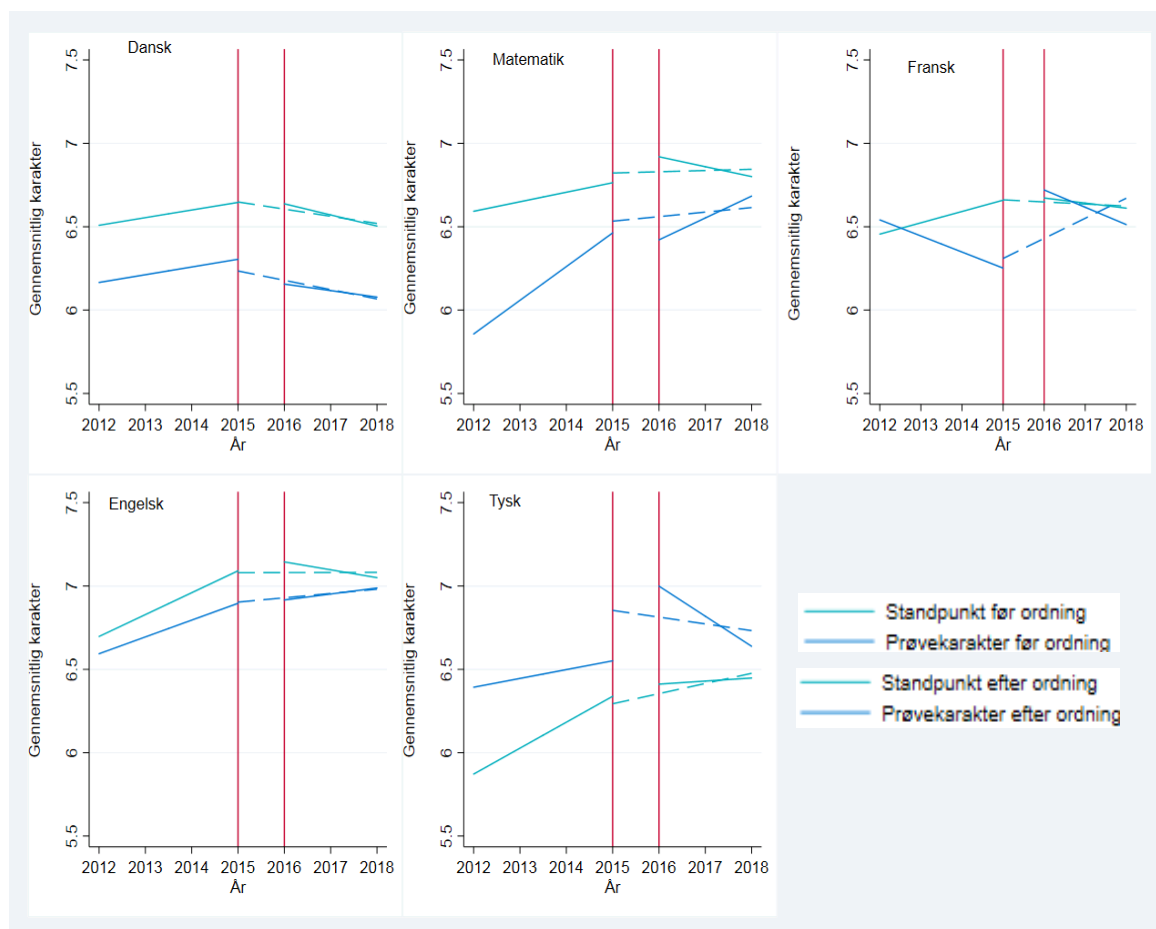 Dansk
Gennemsnitlig karakter
7.5
7
6.5
6
5.5
2012 2013 2014 2015 2016 2017 2018
År
Matematik
Gennemsnitlig karakter
7.5
7
6.5
6
5.5
2012 2013 2014 2015 2016 2017 2018
År
Fransk
Gennemsnitlig karakter
7.5
7
6.5
6
5.5
2012 2013 2014 2015 2016 2017 2018
År
Engelsk
Gennemsnitlig karakter
7.5
7
6.5
6
5.5
2012 2013 2014 2015 2016 2017 2018
År
Tysk
Gennemsnitlig karakter
7.5
7
6.5
6
5.5
2012 2013 2014 2015 2016 2017 2018
År
Standpunkt før ordning
Prøvekarakter før ordning
Standpunkt efter ordning
Prøvekarakter efter ordning